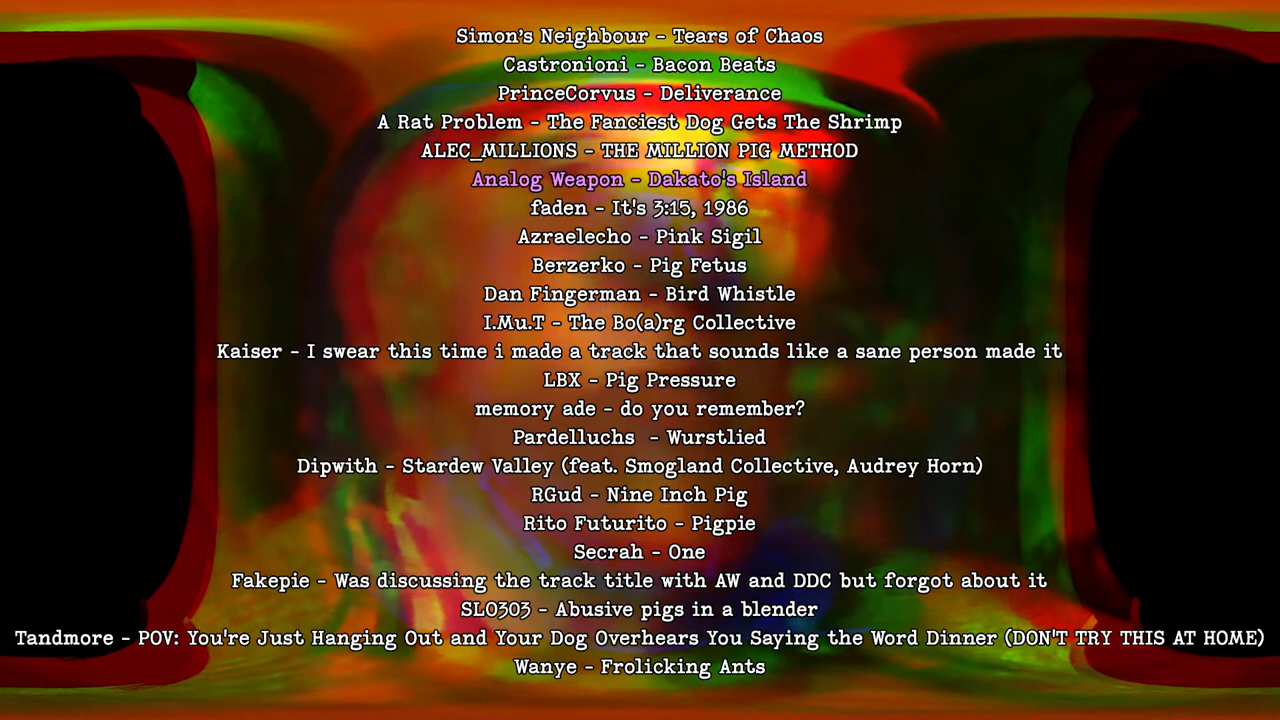 Simon's Neighbour - Tears of Chaos
Castronioni - Bacon Beats
PrinceCorvus - Deliverance
A Rat Problem - The Fanciest Dog Gets The Shrimp
ALEC_MILLIONS - THE MILLION PIG METHOD
Analog Weapon - Dakato's Island
faden - It's 3:15, 1986
Azraelecho - Pink Sigil
Berzerko - Pig Fetus
Dan Fingerman - Bird Whistle
I.Mu.T - The Bo(a)rg Collective
Kaiser - I swear this time i made a track that sounds like a sane person made it
LBX - Pig Pressure
memory ade - do you remember?
Pardelluchs  - Wurstlied
Dipwith - Stardew Valley (feat. Smogland Collective, Audrey Horn)
RGud - Nine Inch Pig
Rito Futurito - Pigpie
Secrah - One
Fakepie - Was discussing the track title with AW and DDC but forgot about it
SLO303 - Abusive pigs in a blender
Tandmore - POV: You're Just Hanging Out and Your Dog Overhears You Saying the Word Dinner (DON'T TRY THIS AT HOME)
Wanye - Frolicking Ants